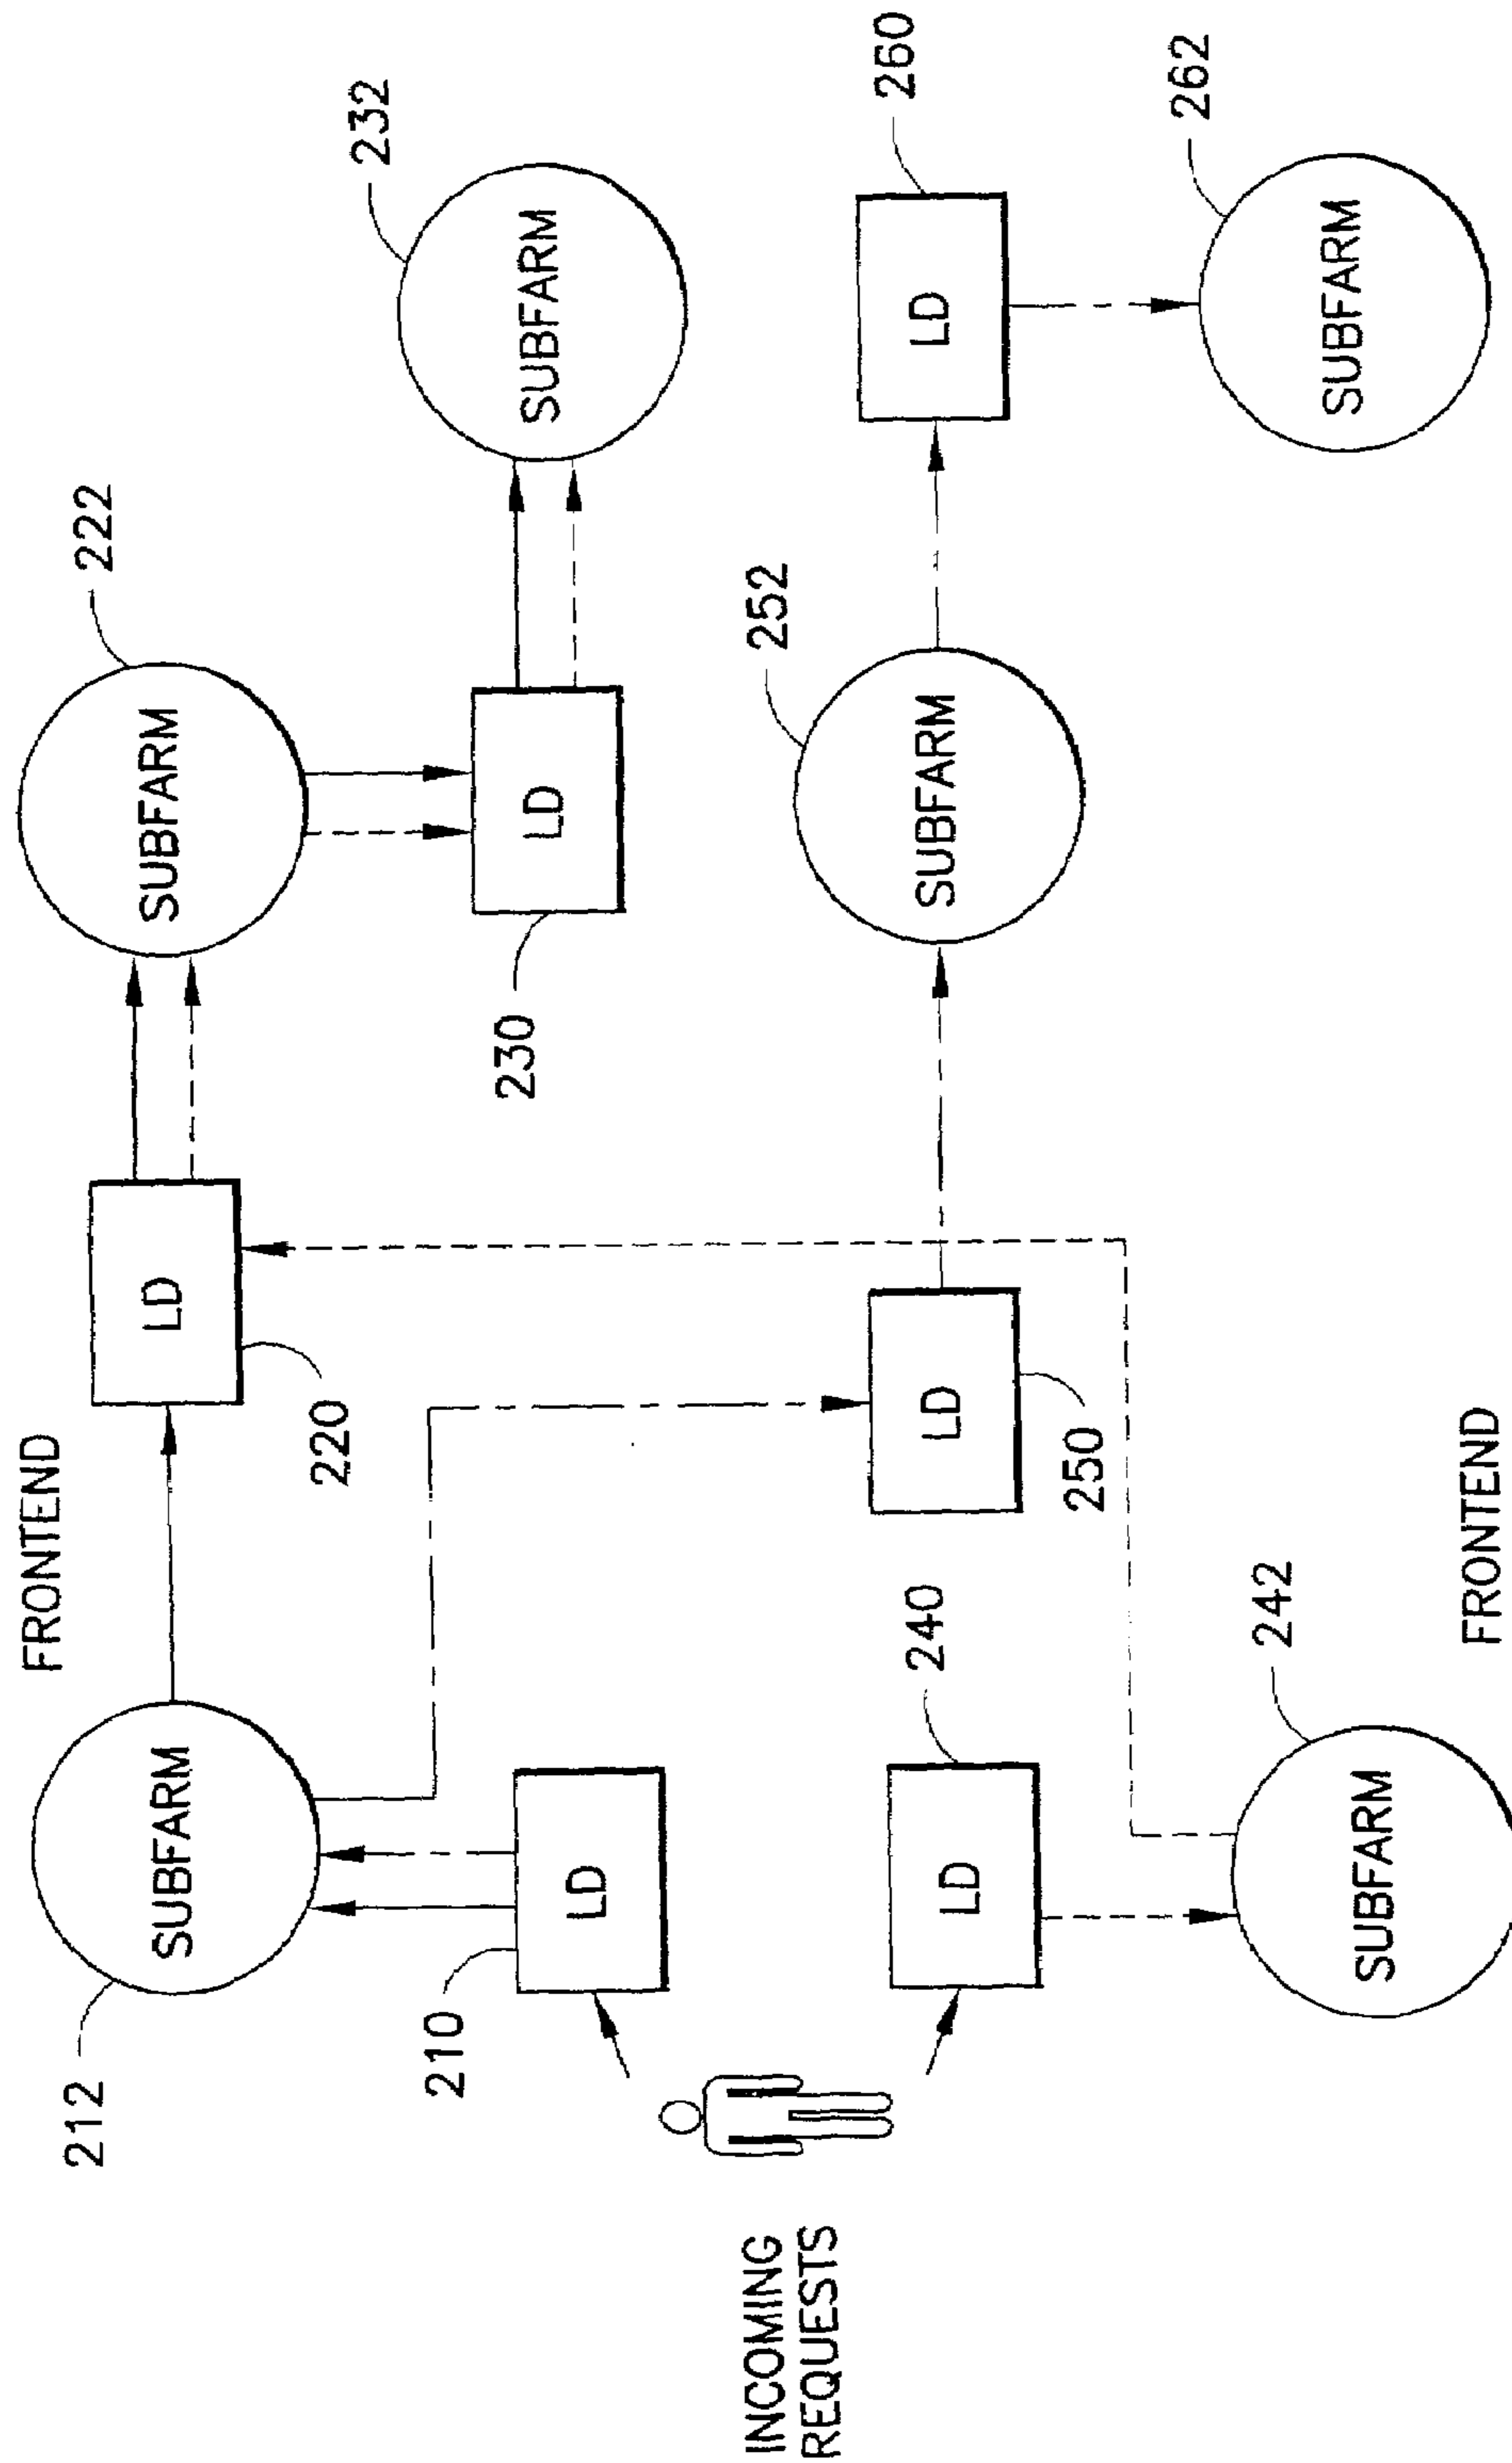 FRONTEND
212
SUBFARM
LD
220
SUBFARM
222
210
LD
LD
230
SUBFARM
232
INCOMING
REQUESTS
240
LD
LD
250
SUBFARM
252
LD
260
SUBFARM
242
SUBFARM
262
FRONTEND